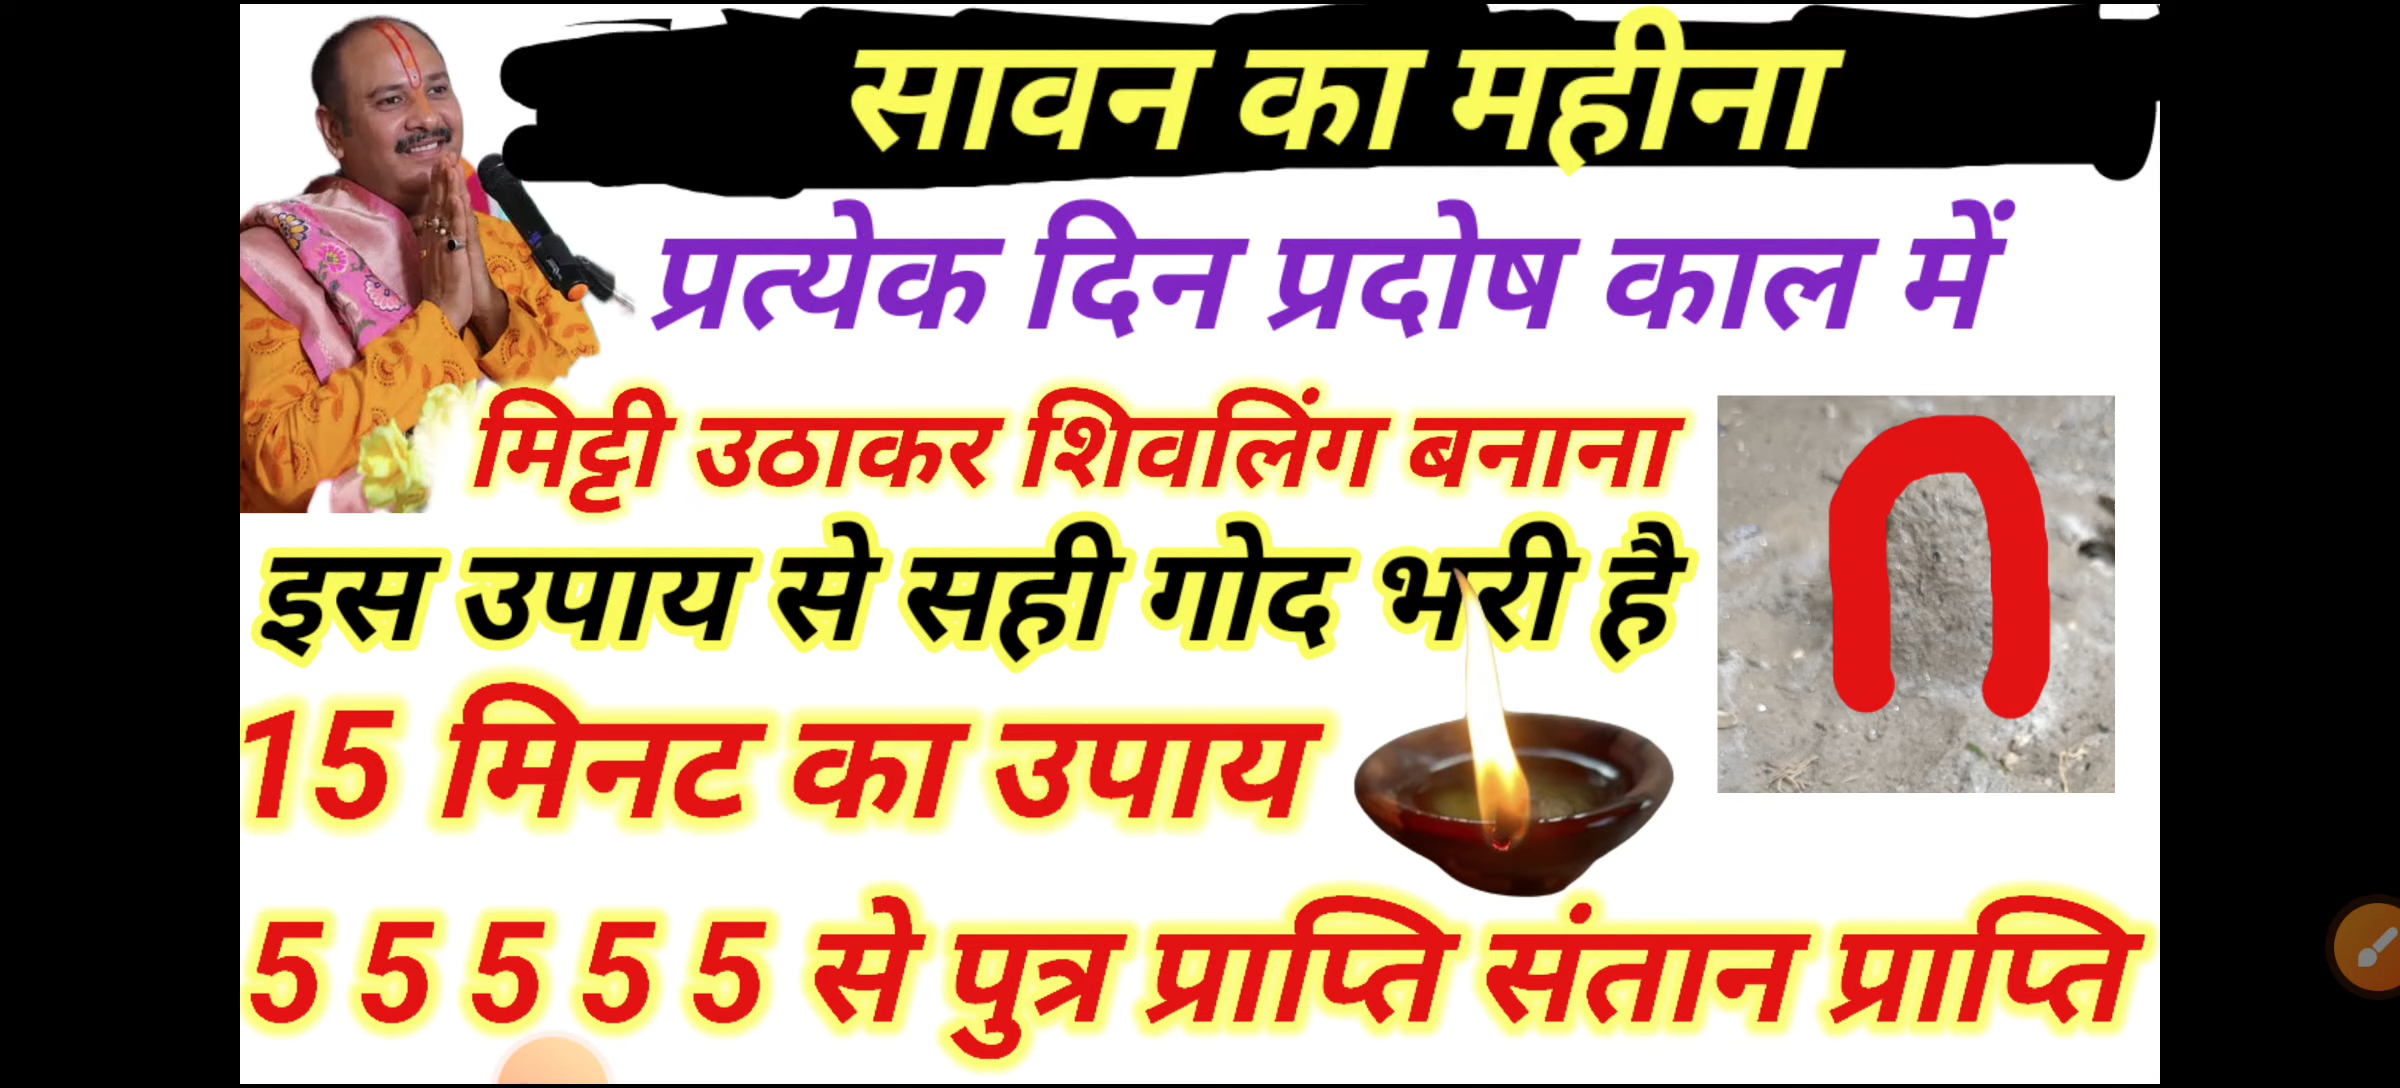 सावन का महीना
प्रत्येक दिन प्रदोष काल में
मिट्टी उठाकर शिवलिंग बनाना
इस उपाय से सही गोद भरी है
15 मिनट का उपाय
5 5 5 5 5 से पुत्र प्राप्ति संतान प्राप्ति